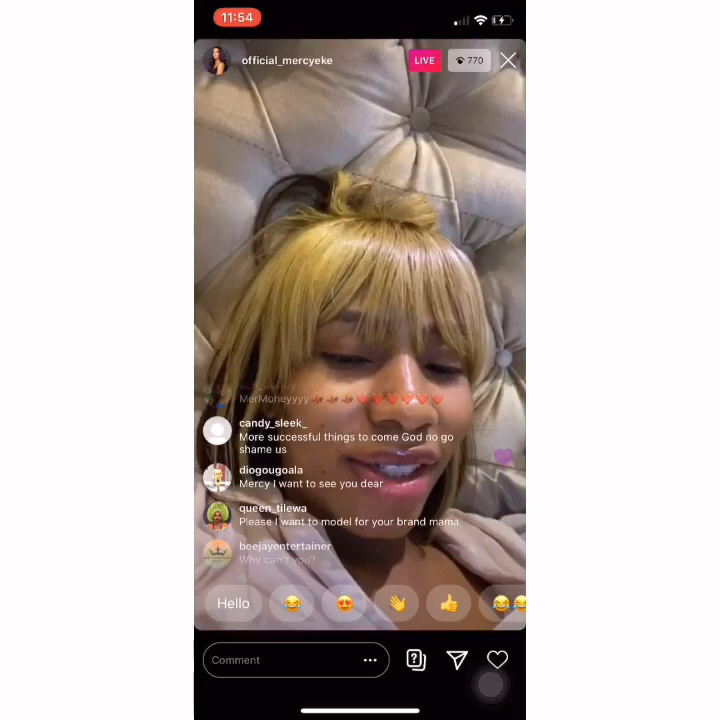 11:54
official_mercyeke
LIVE
770
MerMoneyyyy
candy_sleek_
More successful things to come God no go
shame us
diogougoala
Mercy I want to see you dear
queen_tilewa
Please I want to model for your brand mama
beejayentertainer
Why can't you?
Hello
Comment